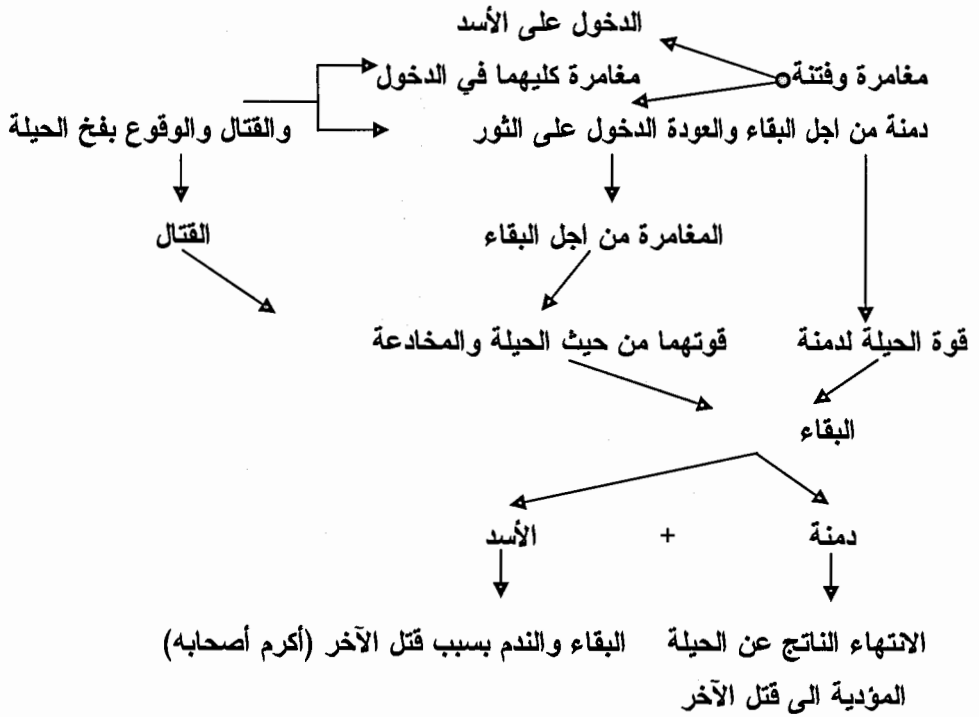 الدخول على الأسد
مغامرة وفتنة مغامرة كليهما في الدخول
دمنة من اجل البقاء والعودة الدخول على الثور والقتال والوقوع بفخ الحيلة
المغامرة من اجل البقاء القتال
قوة الحيلة لدمنة قوتهما من حيث الحيلة والمخادعة
البقاء
دمنة + الأسد
الانتهاء الناتج عن الحيلة البقاء والندم بسبب قتل الآخر (أكرم أصحابه)
المؤدية الى قتل الآخر